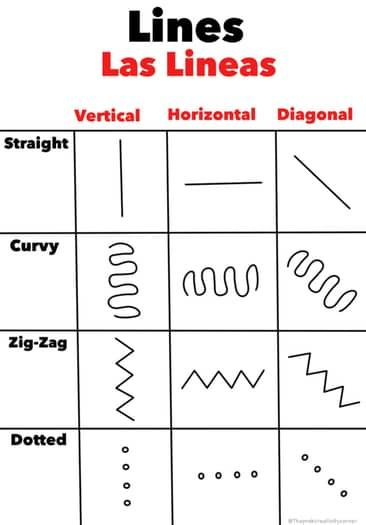 Lines
Las Lineas
Vertical Horizontal Diagonal
Straight
Curvy
Zig-Zag
Dotted